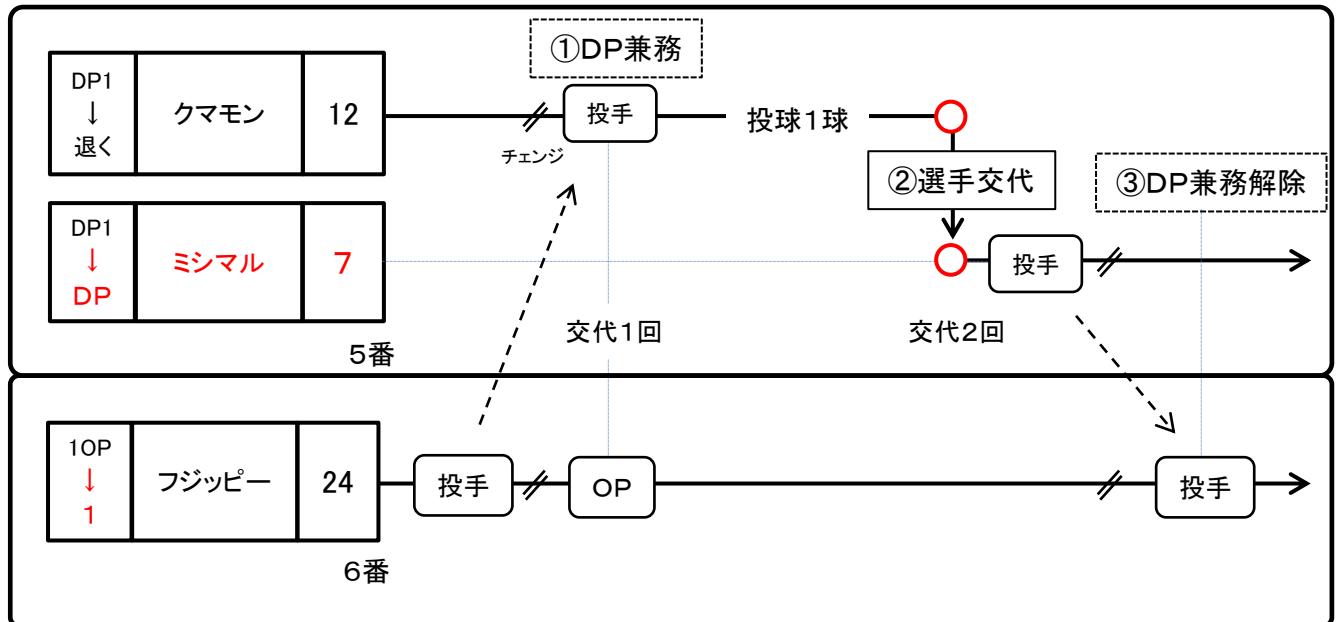 ①DP兼務
DP1
↓
退く
クマモン
12
投手
投球1球
チェンジ
②選手交代
③DP兼務解除
DP1
↓
DP
ミシマル
7
投手
交代1回
交代2回
5番
1OP
↓
1
フジッピー
24
投手
OP
投手
6番